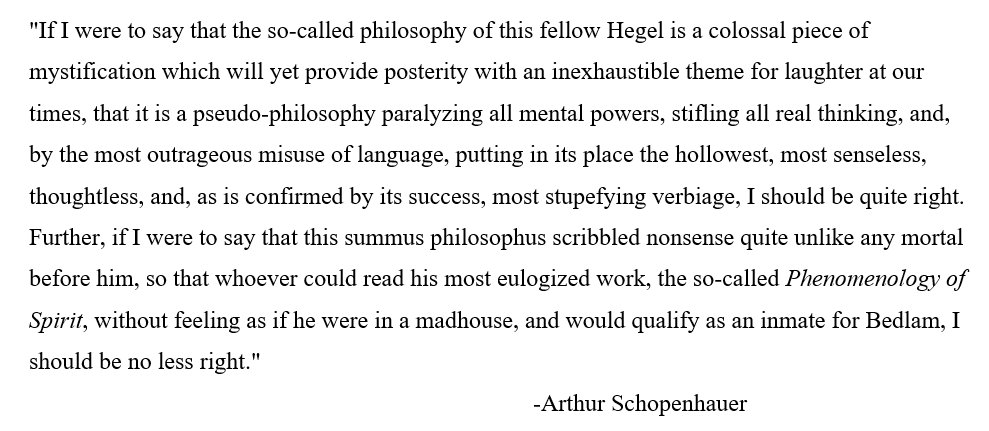 "If I were to say that the so-called philosophy of this fellow Hegel is a colossal piece of
mystification which will yet provide posterity with an inexhaustible theme for laughter at our
times, that it is a pseudo-philosophy paralyzing all mental powers, stifling all real thinking, and,
by the most outrageous misuse of language, putting in its place the hollowest, most senseless,
thoughtless, and, as is confirmed by its success, most stupefying verbiage, I should be quite right.
Further, if I were to say that this summus philosophus scribbled nonsense quite unlike any mortal
before him, so that whoever could read his most eulogized work, the so-called Phenomenology of
Spirit, without feeling as if he were in a madhouse, and would qualify as an inmate for Bedlam, I
should be no less right."
-Arthur Schopenhauer